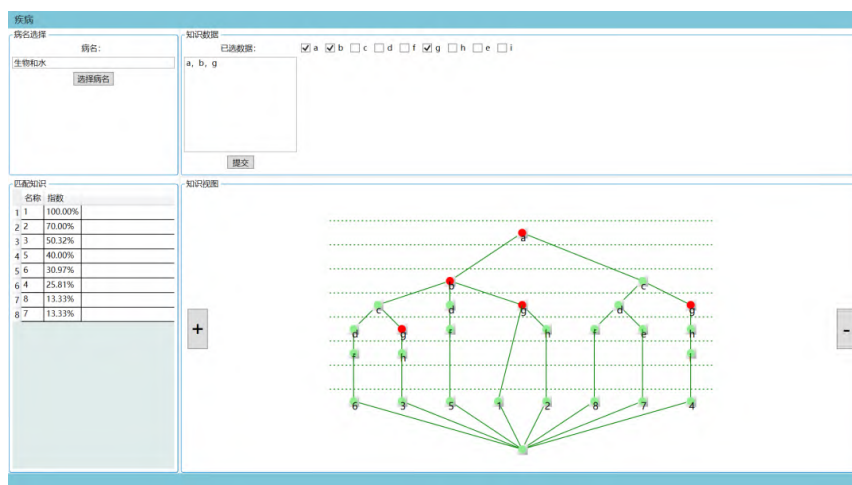 疾病
病名选择
病名:
生物和水
选择病名
知识数据
已选数据:
a b c d f g h e i
a, b, g
提交
匹配知识
名称 指数
1 1 100.00%
2 2 70.00%
3 3 50.32%
4 5 40.00%
5 6 30.97%
6 4 25.81%
7 8 13.33%
8 7 13.33%
知识视图
+
-
a
b c
c d g d g
d g h e h
h
6 3 5 1 2 8 7 4